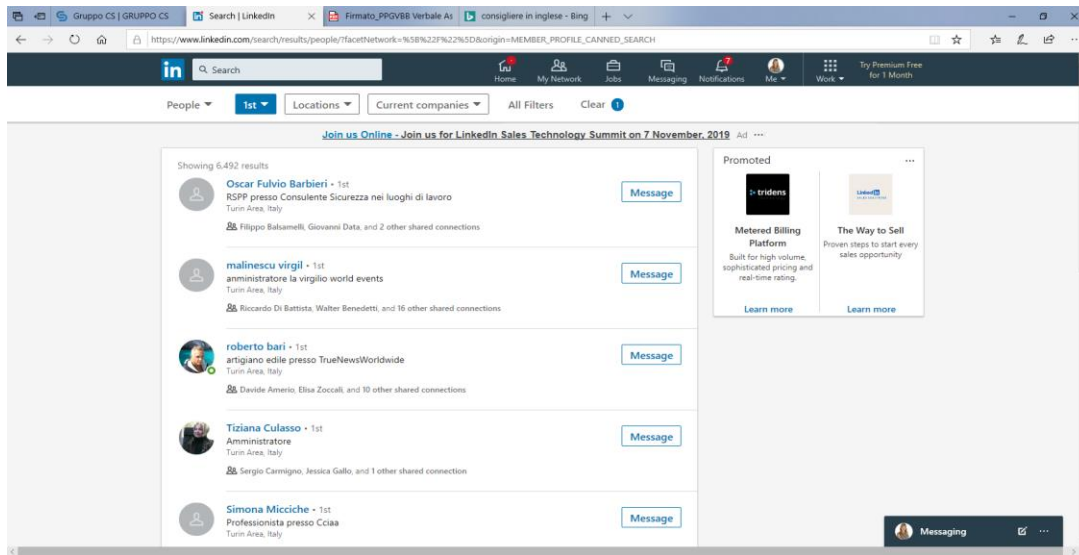 Gruppo CS | GRUPPO CS
Search | LinkedIn
Firmato_PPGVBB Verbale As
consigliere in inglese - Bing
https://www.linkedin.com/search/results/people/?facetNetwork=%5B%22F%22%5D&origin=MEMBER_PROFILE_CANNED_SEARCH
in
Search
Home
My Network
Jobs
Messaging
7
Notifications
Me
Work
Try Premium Free
for 1 Month
People
1st
Locations
Current companies
All Filters
Clear 1
Join us Online - Join us for LinkedIn Sales Technology Summit on 7 November, 2019 Ad ...
Showing 6,492 results
Oscar Fulvio Barbieri • 1st
RSPP presso Consulente Sicurezza nei luoghi di lavoro
Turin Area, Italy
Filippo Balsamelli, Giovanni Data, and 2 other shared connections
Message
malinescu virgil • 1st
anministratore la virgilio world events
Turin Area, Italy
Riccardo Di Battista, Walter Benedetti, and 16 other shared connections
Message
roberto bari • 1st
artigiano edile presso TrueNewsWorldwide
Turin Area, Italy
Davide Amerio, Elisa Zoccali, and 10 other shared connections
Message
Tiziana Culasso • 1st
Amministratore
Turin Area, Italy
Sergio Carmigno, Jessica Gallo, and 1 other shared connection
Message
Simona Micciche • 1st
Professionista presso Cciaa
Turin Area, Italy
Message
Promoted
...
tridens
Metered Billing
Platform
Built for high volume,
sophisticated pricing and
real-time rating.
Learn more
Linked in
The Way to Sell
Proven steps to start every
sales opportunity
Learn more
Messaging